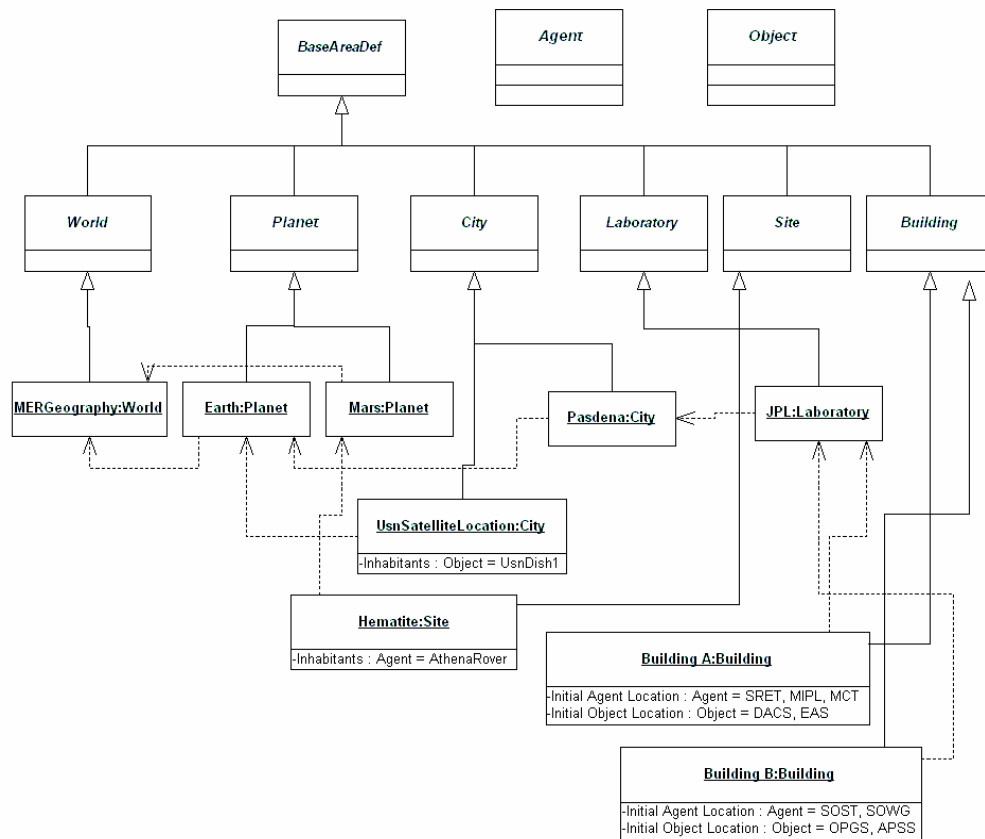 BaseAreaDef
Agent
Object
World
Planet
City
Laboratory
Site
Building
MERGeography:World
Earth:Planet
Mars:Planet
Pasdena:City
JPL:Laboratory
UsnSatelliteLocation:City
-Inhabitants : Object = UsnDish1
Hematite:Site
-Inhabitants : Agent = AthenaRover
Building A:Building
-Initial Agent Location : Agent = SRET, MIPL, MCT
-Initial Object Location : Object = DACS, EAS
Building B:Building
-Initial Agent Location : Agent = SOST, SOWG
-Initial Object Location : Object = OPGS, APSS